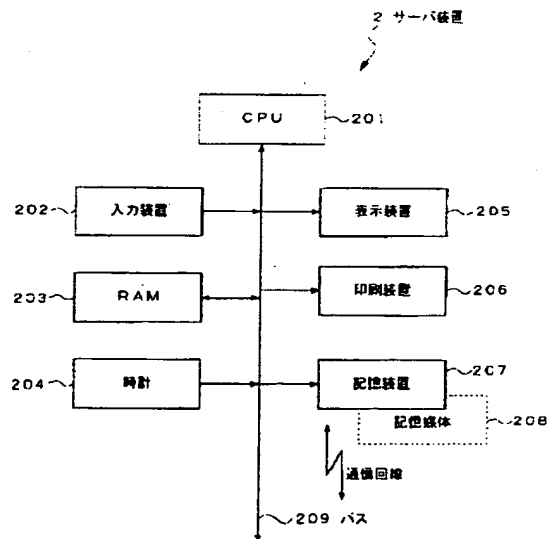 2 サーバ装置
CPU
201
202
入力装置
表示装置
205
203
RAM
印刷装置
206
204
時計
記憶装置
207
記憶媒体
208
通信回線
209 バス